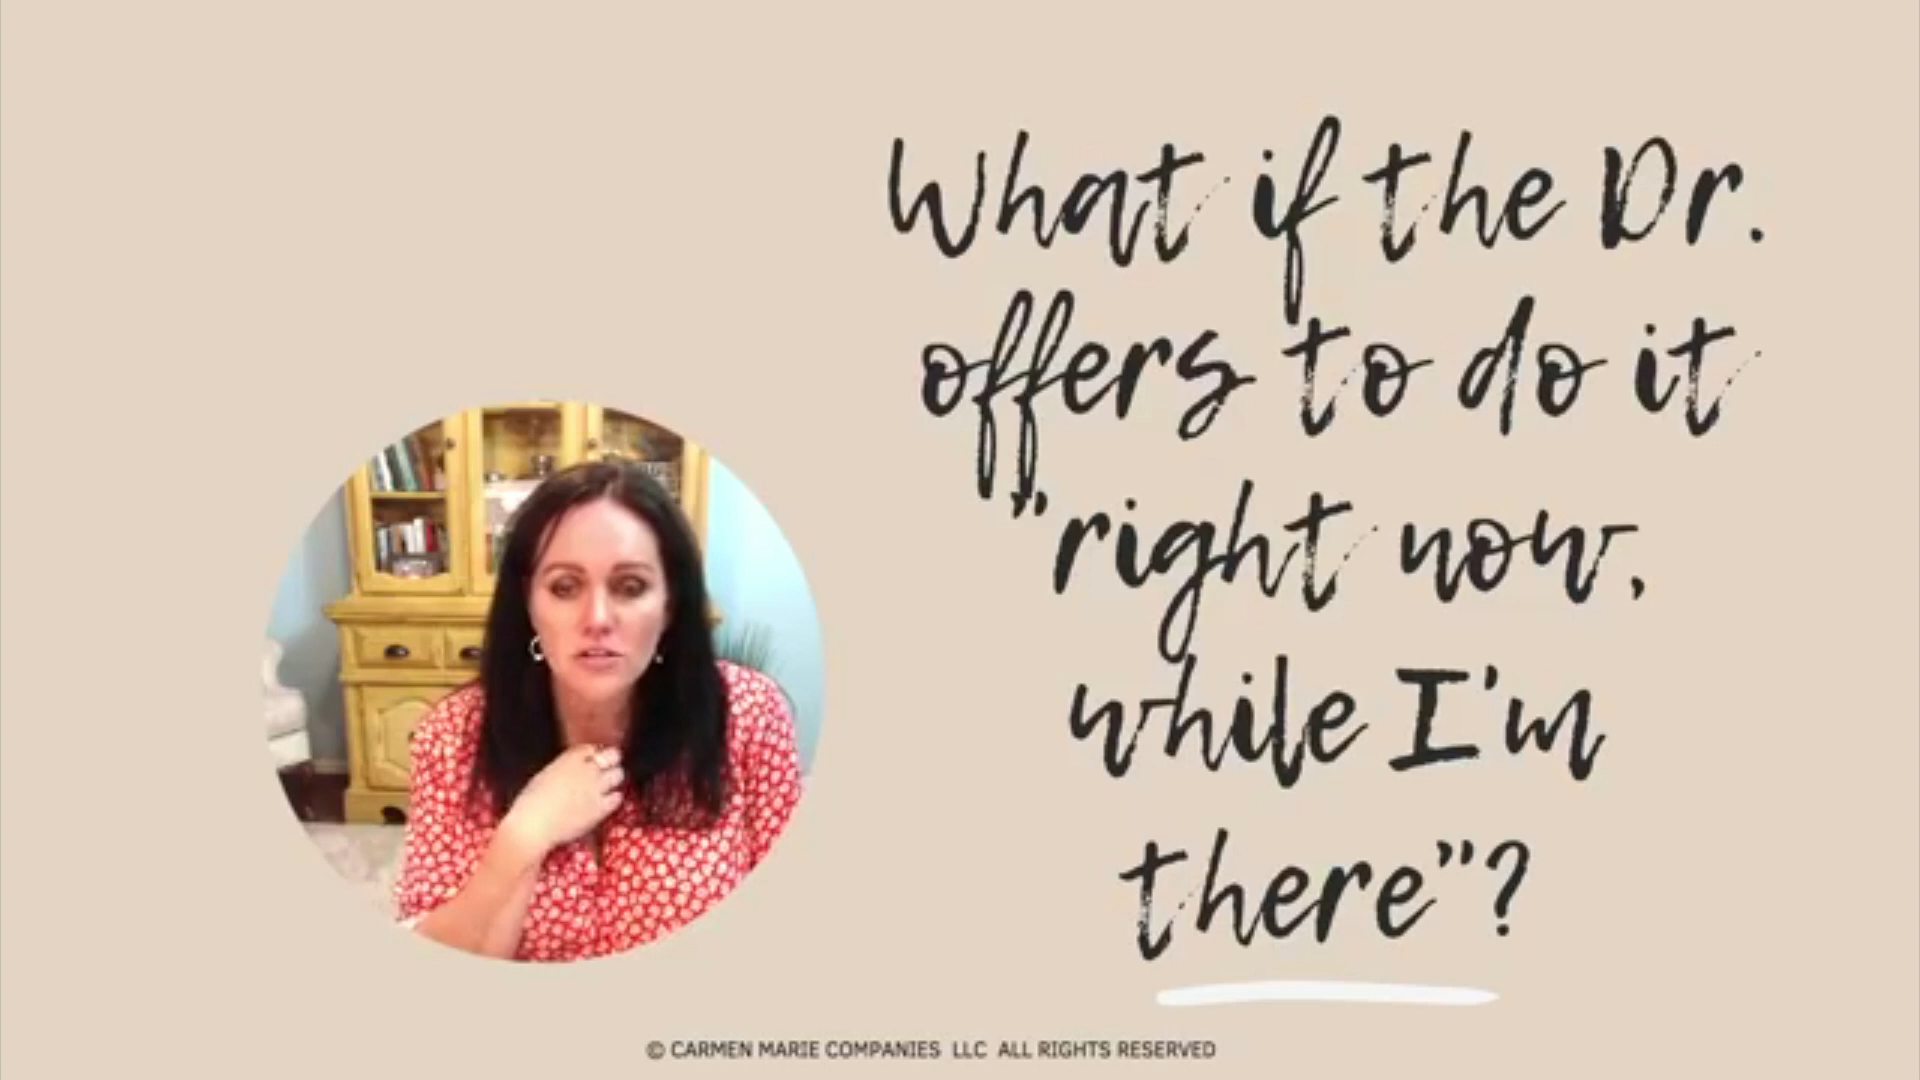 What if the Dr.
offers to do it
"right now,
while I'm
there"?
© CARMEN MARIE COMPANIES LLC ALL RIGHTS RESERVED